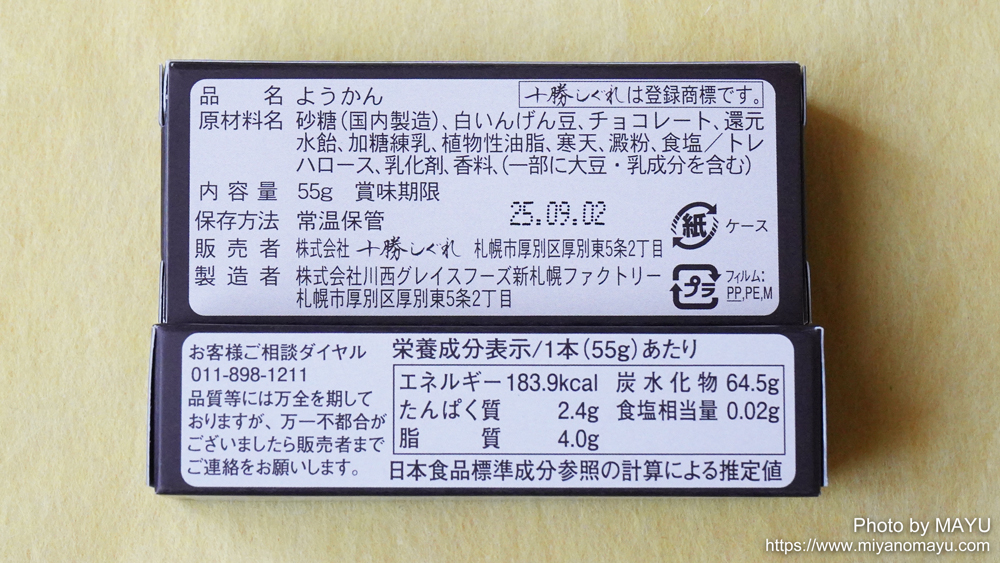 品名 ようかん
十勝しぐれは登録商標です。
原材料名 砂糖(国内製造)、白いんげん豆、チョコレート、還元
水飴、加糖練乳、植物性油脂、寒天、澱粉、食塩／トレ
ハロース、乳化剤、香料、(一部に大豆・乳成分を含む)
内容量 55g 賞味期限
保存方法 常温保管 25.09.02
紙 ケース
販売者 株式会社 十勝しぐれ 札幌市厚別区厚別東5条2丁目
製造者 株式会社川西グレイスフーズ新札幌ファクトリー
札幌市厚別区厚別東5条2丁目
プラ フィルム:
PP,PE,M
お客様ご相談ダイヤル
011-898-1211
品質等には万全を期して
おりますが、万一不都合が
ございましたら販売者まで
ご連絡をお願いします。
栄養成分表示/1本(55g)あたり
エネルギー 183.9kcal 炭水化物 64.5g
たんぱく質 2.4g 食塩相当量 0.02g
脂質 4.0g
日本食品標準成分参照の計算による推定値
Photo by MAYU
https://www.miyanomayu.com/